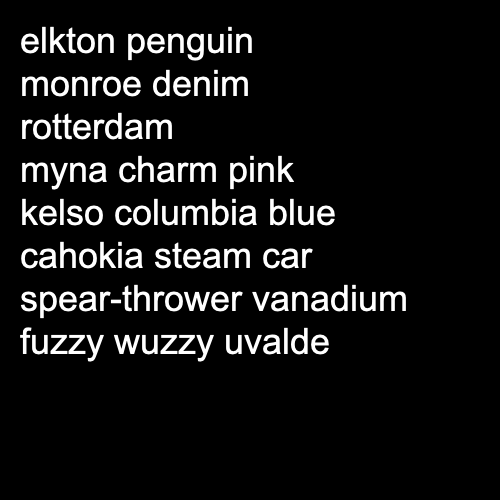 elkton penguin
monroe denim
rotterdam
myna charm pink
kelso columbia blue
cahokia steam car
spear-thrower vanadium
fuzzy wuzzy uvalde